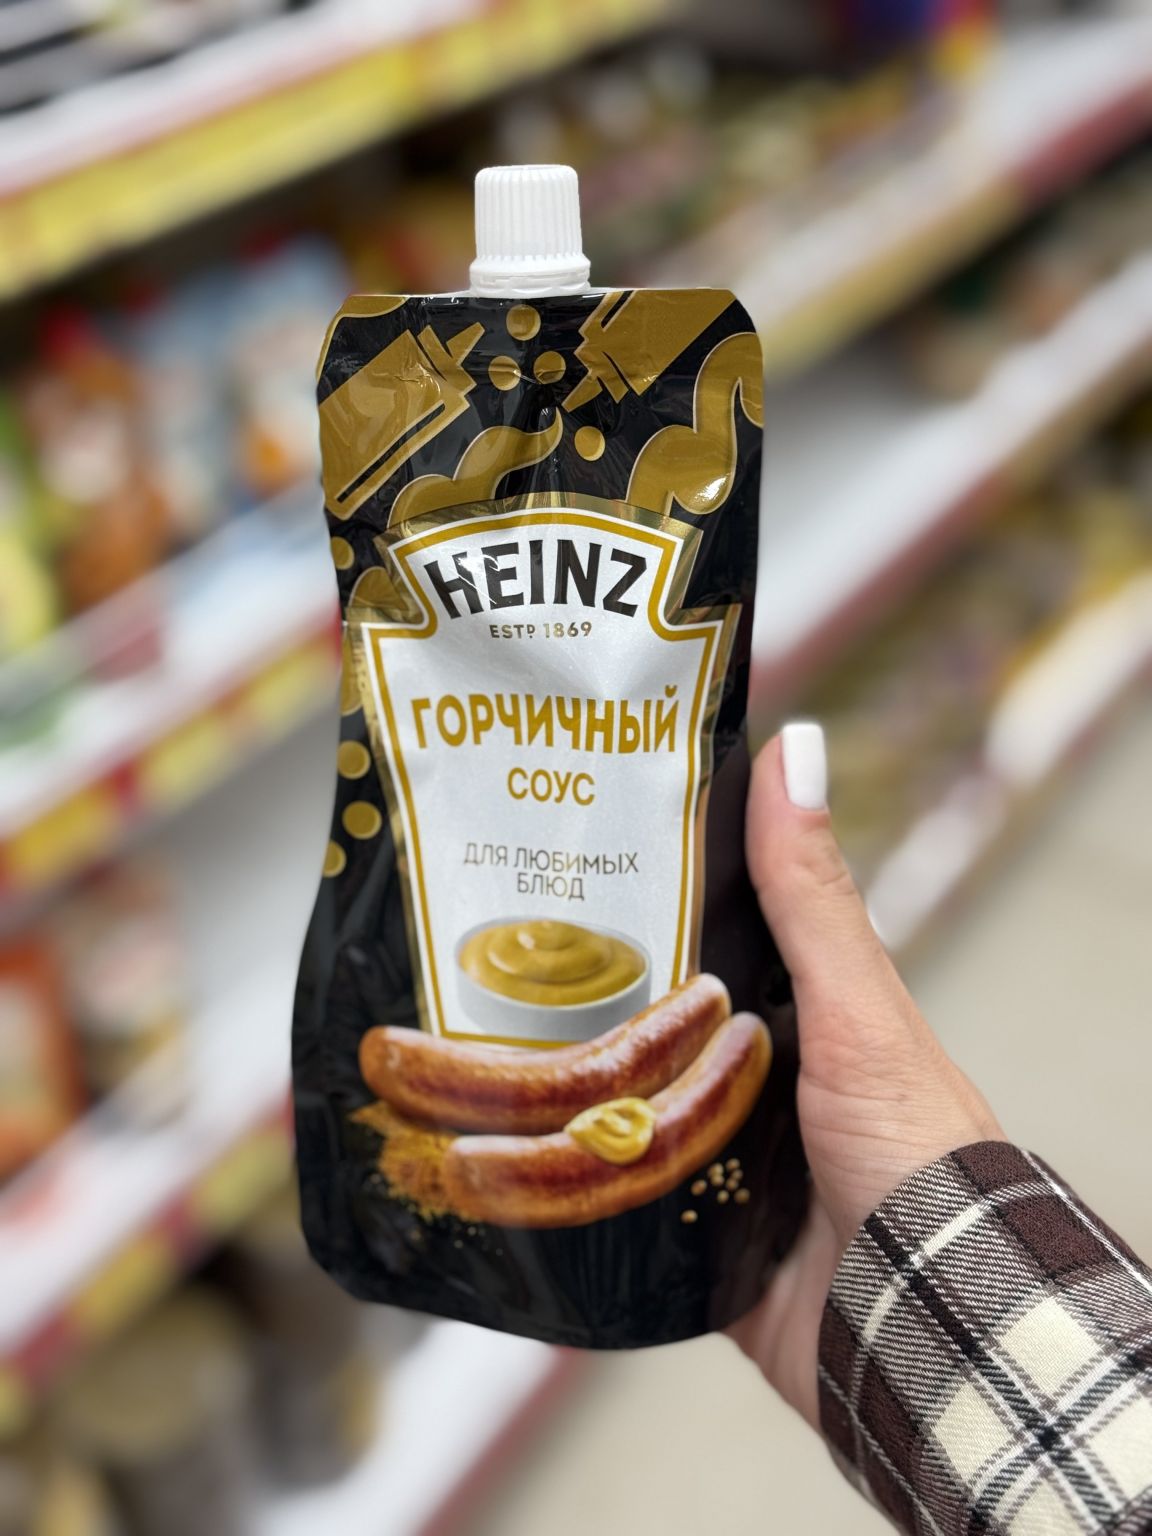 HEINZ
ESTD 1869
ГОРЧИЧНЫЙ
СОУС
ДЛЯ ЛЮБИМЫХ
БЛЮД